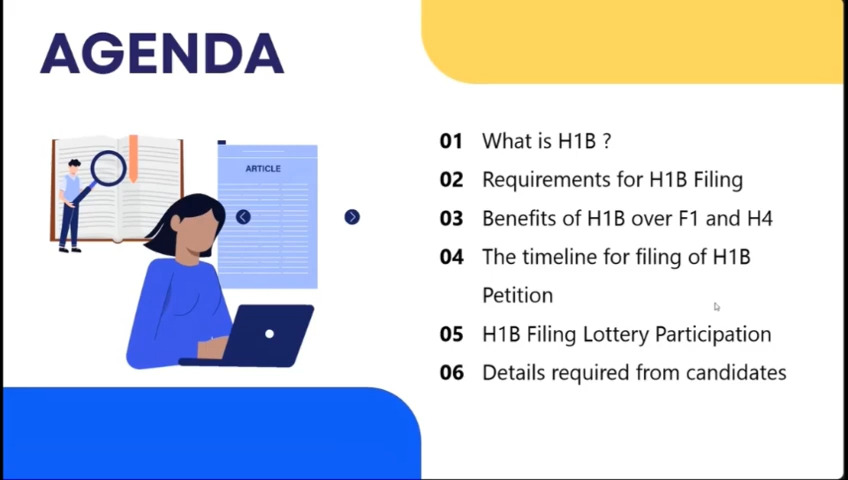 AGENDA
ARTICLE
01 What is H1B ?
02 Requirements for H1B Filing
03 Benefits of H1B over F1 and H4
04 The timeline for filing of H1B
Petition
05 H1B Filing Lottery Participation
06 Details required from candidates